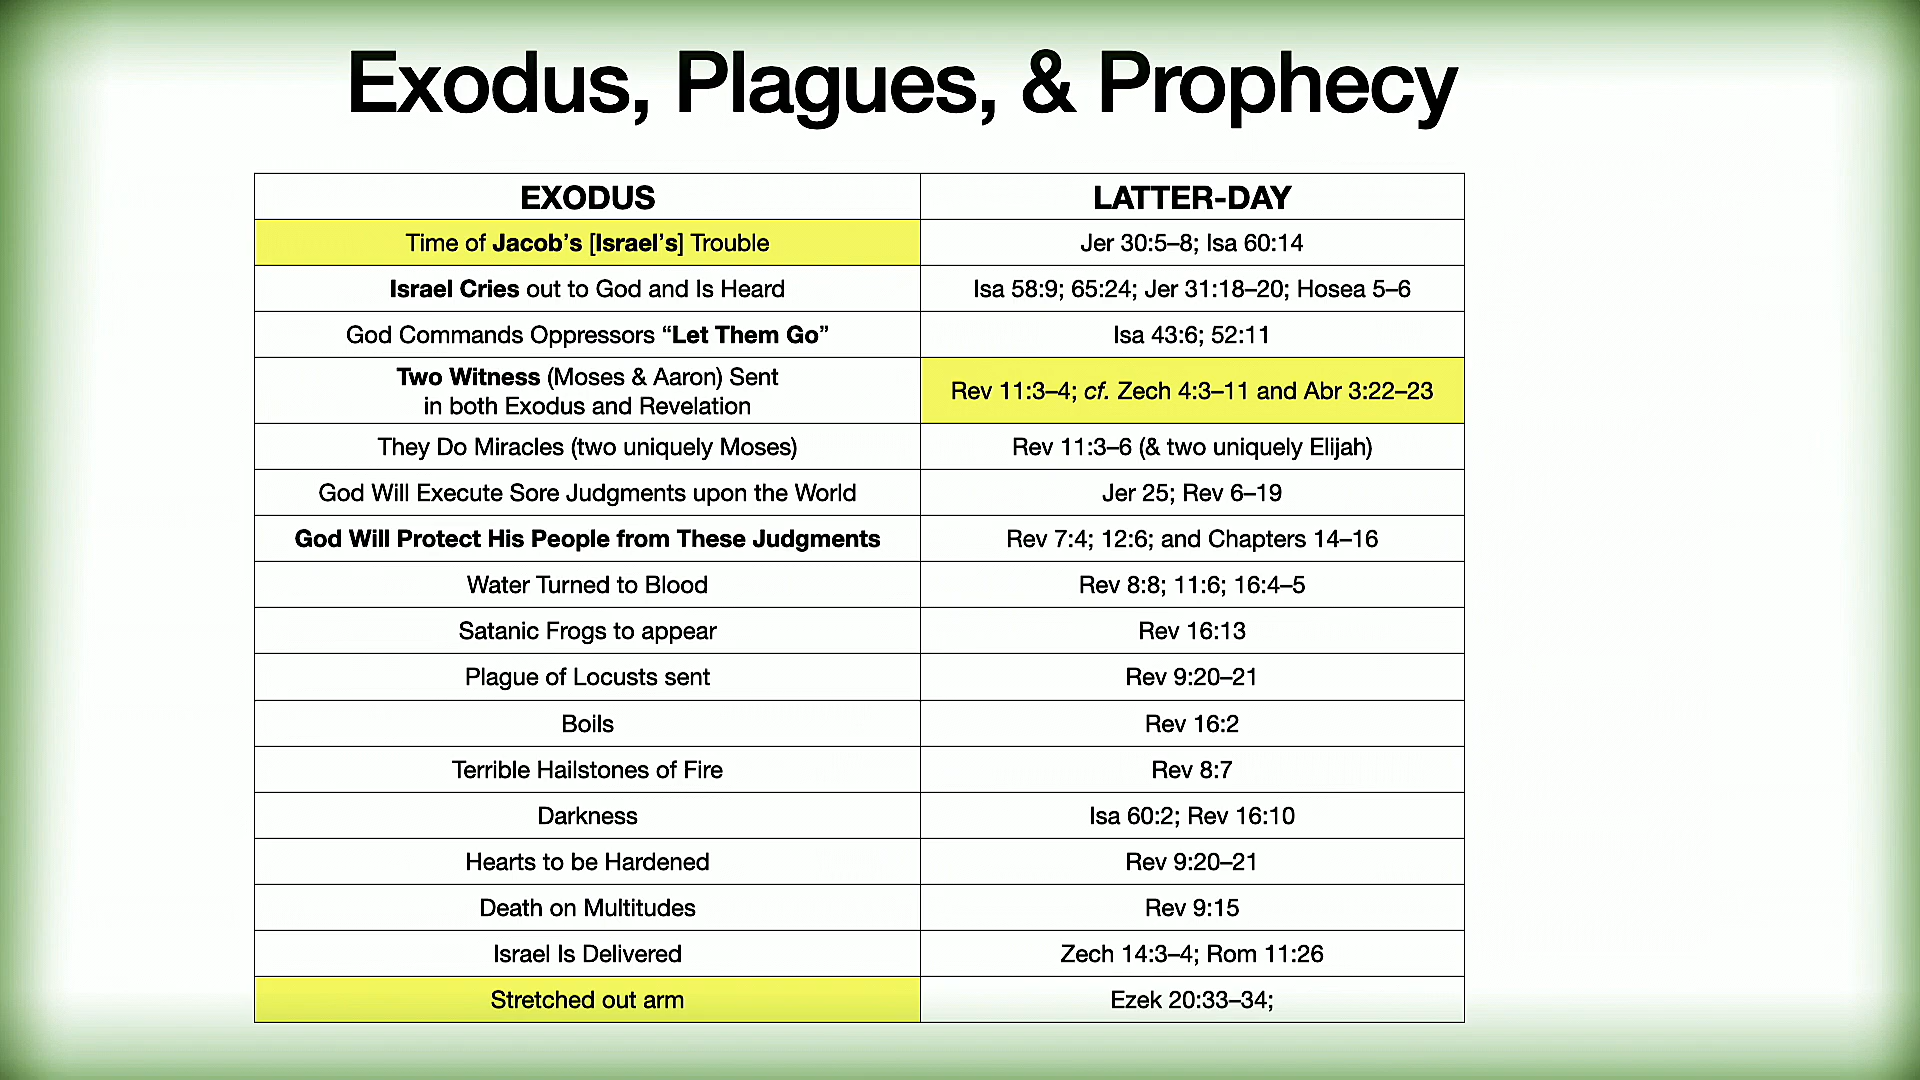 Exodus, Plagues, & Prophecy
EXODUS
LATTER-DAY
Time of Jacob's [Israel's] Trouble
Jer 30:5–8; Isa 60:14
Israel Cries out to God and Is Heard
Isa 58:9; 65:24; Jer 31:18–20; Hosea 5–6
God Commands Oppressors “Let Them Go”
Isa 43:6; 52:11
Two Witness (Moses & Aaron) Sent
in both Exodus and Revelation
Rev 11:3–4; cf. Zech 4:3–11 and Abr 3:22–23
They Do Miracles (two uniquely Moses)
Rev 11:3–6 (& two uniquely Elijah)
God Will Execute Sore Judgments upon the World
Jer 25; Rev 6–19
God Will Protect His People from These Judgments
Rev 7:4; 12:6; and Chapters 14–16
Water Turned to Blood
Rev 8:8; 11:6; 16:4–5
Satanic Frogs to appear
Rev 16:13
Plague of Locusts sent
Rev 9:20–21
Boils
Rev 16:2
Terrible Hailstones of Fire
Rev 8:7
Darkness
Isa 60:2; Rev 16:10
Hearts to be Hardened
Rev 9:20–21
Death on Multitudes
Rev 9:15
Israel Is Delivered
Zech 14:3–4; Rom 11:26
Stretched out arm
Ezek 20:33–34;